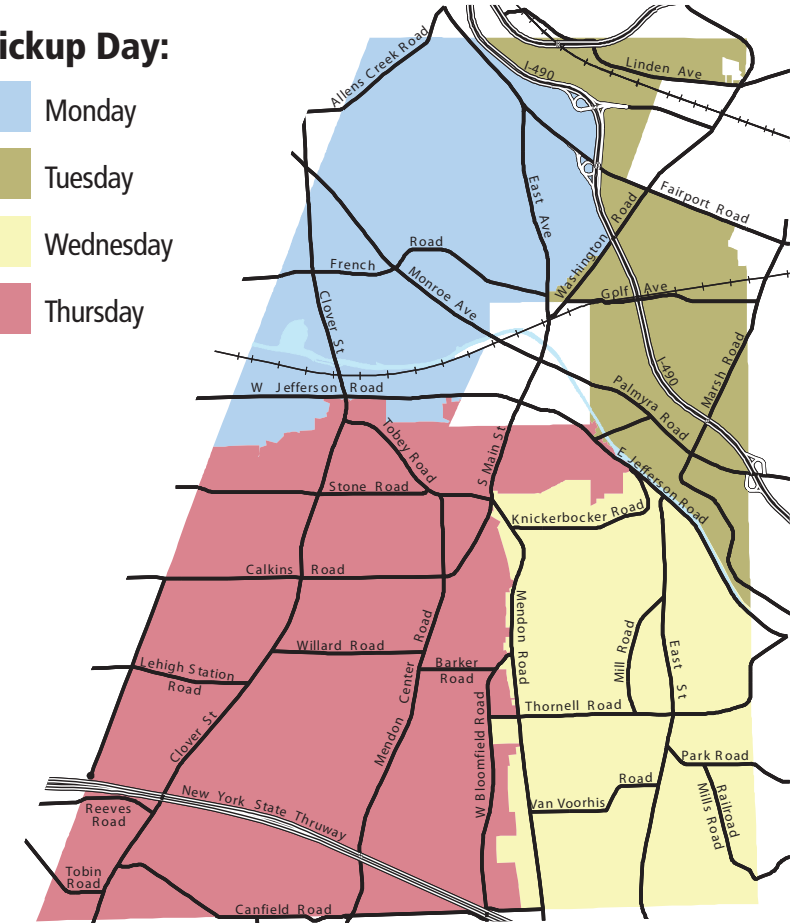 ickup Day:
Monday
Tuesday
Wednesday
Thursday
Allens Creek Road
I-490
Linden Ave
East Ave
Fairport Road
Washington Road
French Road
Monroe Ave
Golf Ave
Clover St
I-490
Marsh Road
W Jefferson Road
Palmyra Road
Tobey Road
S Main St
E Jefferson Road
Stone Road
Knickerbocker Road
Calkins Road
Mendon Road
Mill Road
East St
Willard Road
Lehigh Station
Road
Barker
Road
Mendon Center Road
Thornell Road
Clover St
W Bloomfield Road
Park Road
New York State Thruway
Van Voorhis Road
Railroad
Mills Road
Reeves
Road
Tobin
Road
Canfield Road